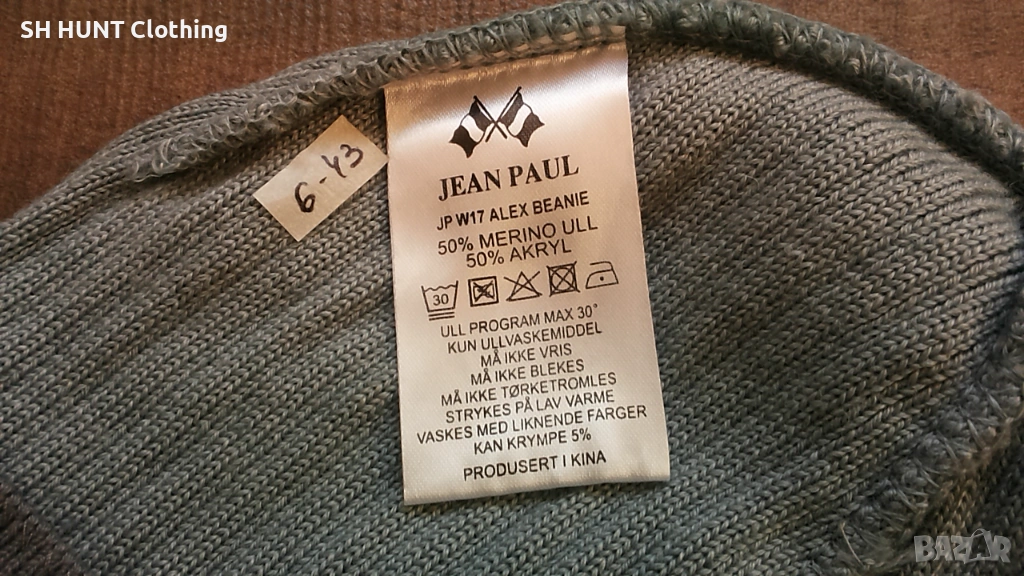 SH HUNT Clothing
6-43
JEAN PAUL
JP W17 ALEX BEANIE
50% MERINO ULL
50% AKRYL
30
ULL PROGRAM MAX 30°
KUN ULLVASKEMIDDEL
MÅ IKKE VRIS
MÅ IKKE BLEKES
MÅ IKKE TØRKETROMLES
STRYKES PÅ LAV VARME
VASKES MED LIKNENDE FARGER
KAN KRYMPE 5%
PRODUSERT I KINA
BAZAR